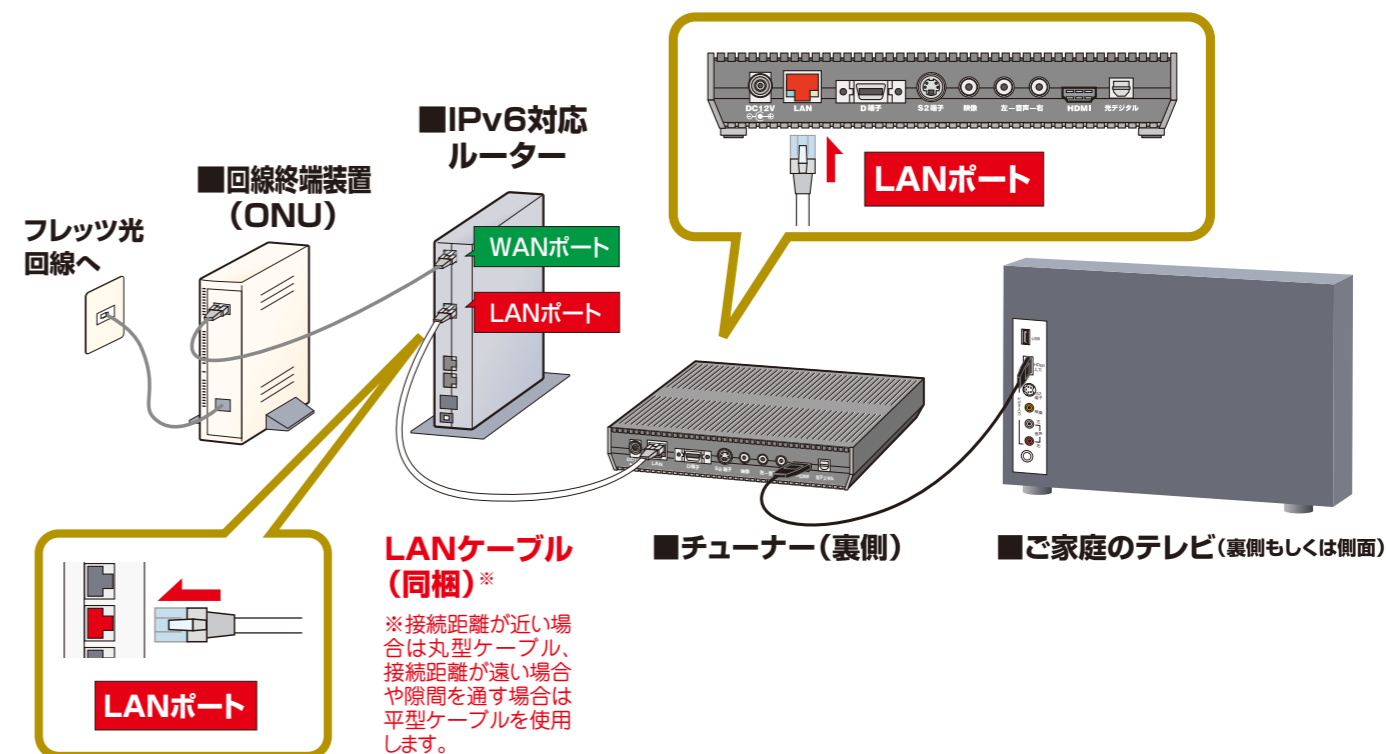 フレッツ光
回線へ
■回線終端装置
（ONU）
■IPv6対応
ルーター
WANポート
LANポート
DC12V
LAN
D端子
S2端子
映像
左－音声－右
HDMI
光デジタル
LANポート
LANポート
LANケーブル
（同梱）※
※接続距離が近い場
合は丸型ケーブル、
接続距離が遠い場合
や隙間を通す場合は
平型ケーブルを使用
します。
■チューナー（裏側）
■ご家庭のテレビ（裏側もしくは側面）